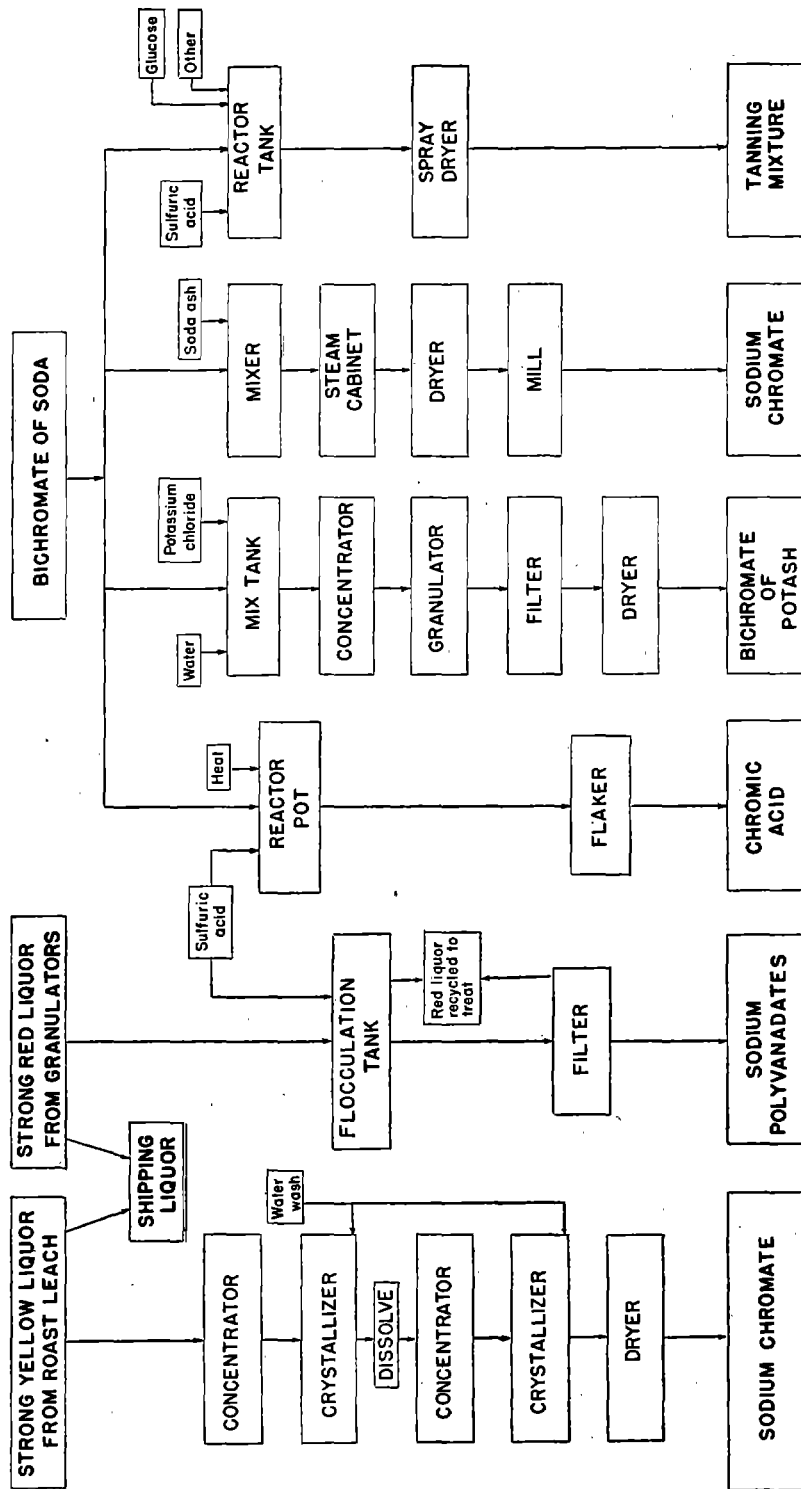 STRONG YELLOW LIQUOR
FROM ROAST LEACH
STRONG RED LIQUOR
FROM GRANULATORS
BICHROMATE OF SODA
SHIPPING
LIQUOR
CONCENTRATOR
Water
wash
CRYSTALLIZER
DISSOLVE
CONCENTRATOR
CRYSTALLIZER
DRYER
SODIUM CHROMATE
Sulfuric
acid
FLOCCULATION
TANK
Red liquor
recycled to
treat
FILTER
SODIUM
POLYVANADATES
Heat
REACTOR
POT
FLAKER
CHROMIC
ACID
Water
Potassium
chloride
MIX TANK
CONCENTRATOR
GRANULATOR
FILTER
DRYER
BICHROMATE
OF
POTASH
Soda ash
MIXER
STEAM
CABINET
DRYER
MILL
SODIUM
CHROMATE
Sulfuric
acid
Glucose
Other
REACTOR
TANK
SPRAY
DRYER
TANNING
MIXTURE